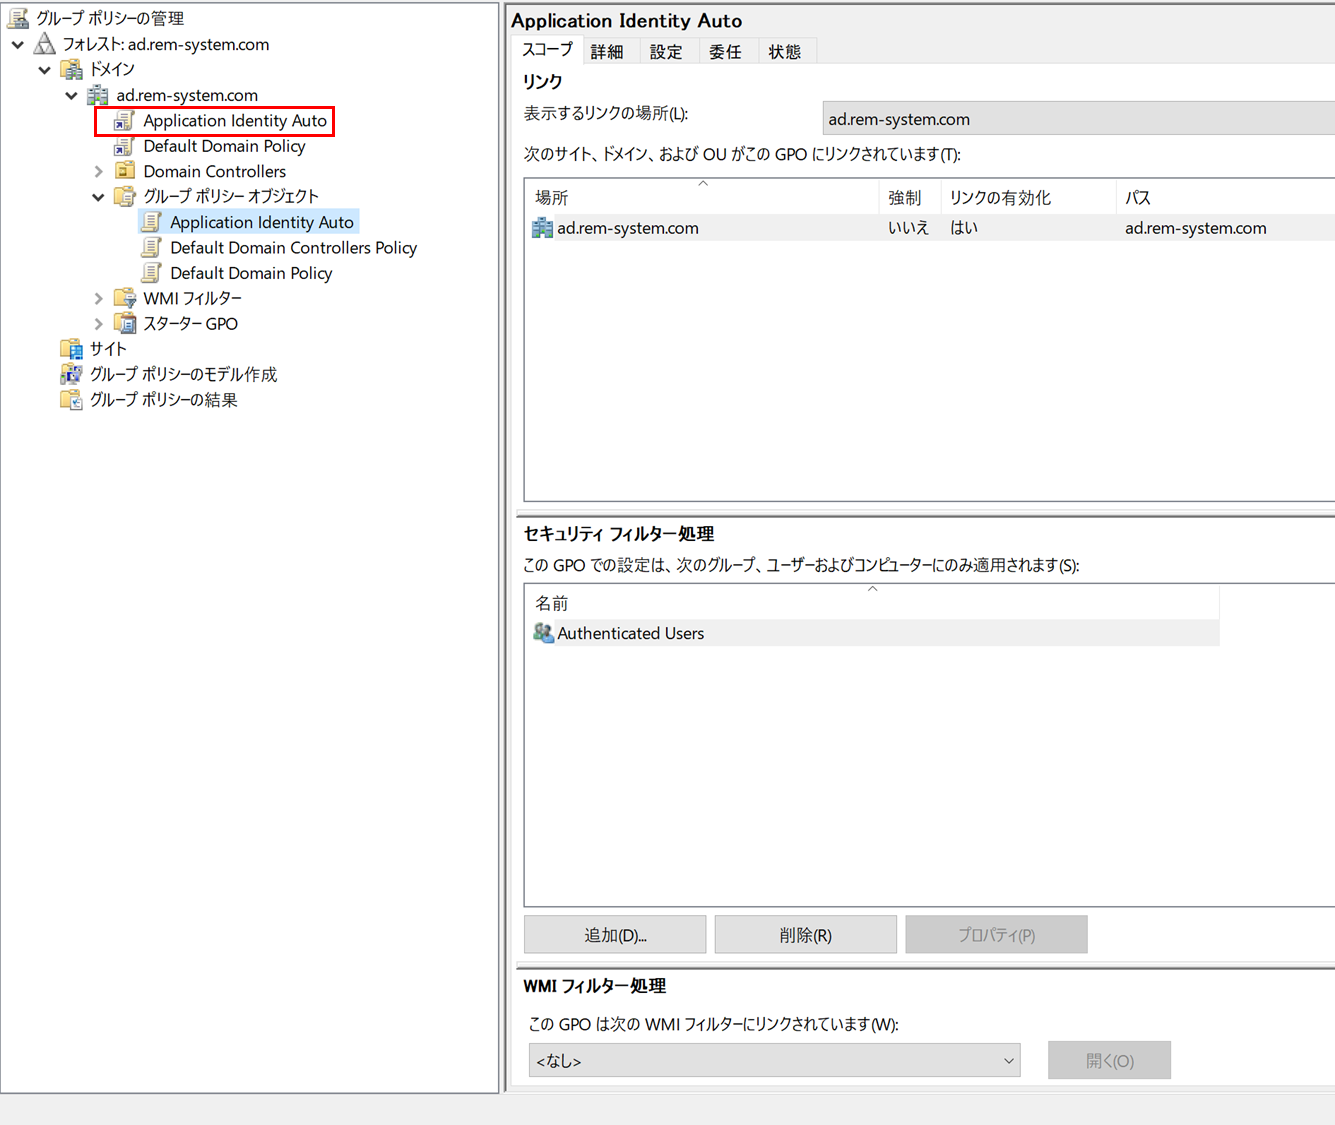 グループ ポリシーの管理
フォレスト: ad.rem-system.com
ドメイン
ad.rem-system.com
Application Identity Auto
Default Domain Policy
Domain Controllers
グループ ポリシー オブジェクト
Application Identity Auto
Default Domain Controllers Policy
Default Domain Policy
WMI フィルター
スターター GPO
サイト
グループ ポリシーのモデル作成
グループ ポリシーの結果
Application Identity Auto
スコープ 詳細 設定 委任 状態
リンク
表示するリンクの場所(L): ad.rem-system.com
次のサイト、ドメイン、および OU がこの GPO にリンクされています(T):
場所 強制 リンクの有効化 パス
ad.rem-system.com いいえ はい ad.rem-system.com
セキュリティ フィルター処理
この GPO での設定は、次のグループ、ユーザーおよびコンピューターにのみ適用されます(S):
名前
Authenticated Users
追加(D)... 削除(R) プロパティ(P)
WMI フィルター処理
この GPO は次の WMI フィルターにリンクされています(W):
<なし> 開く(O)